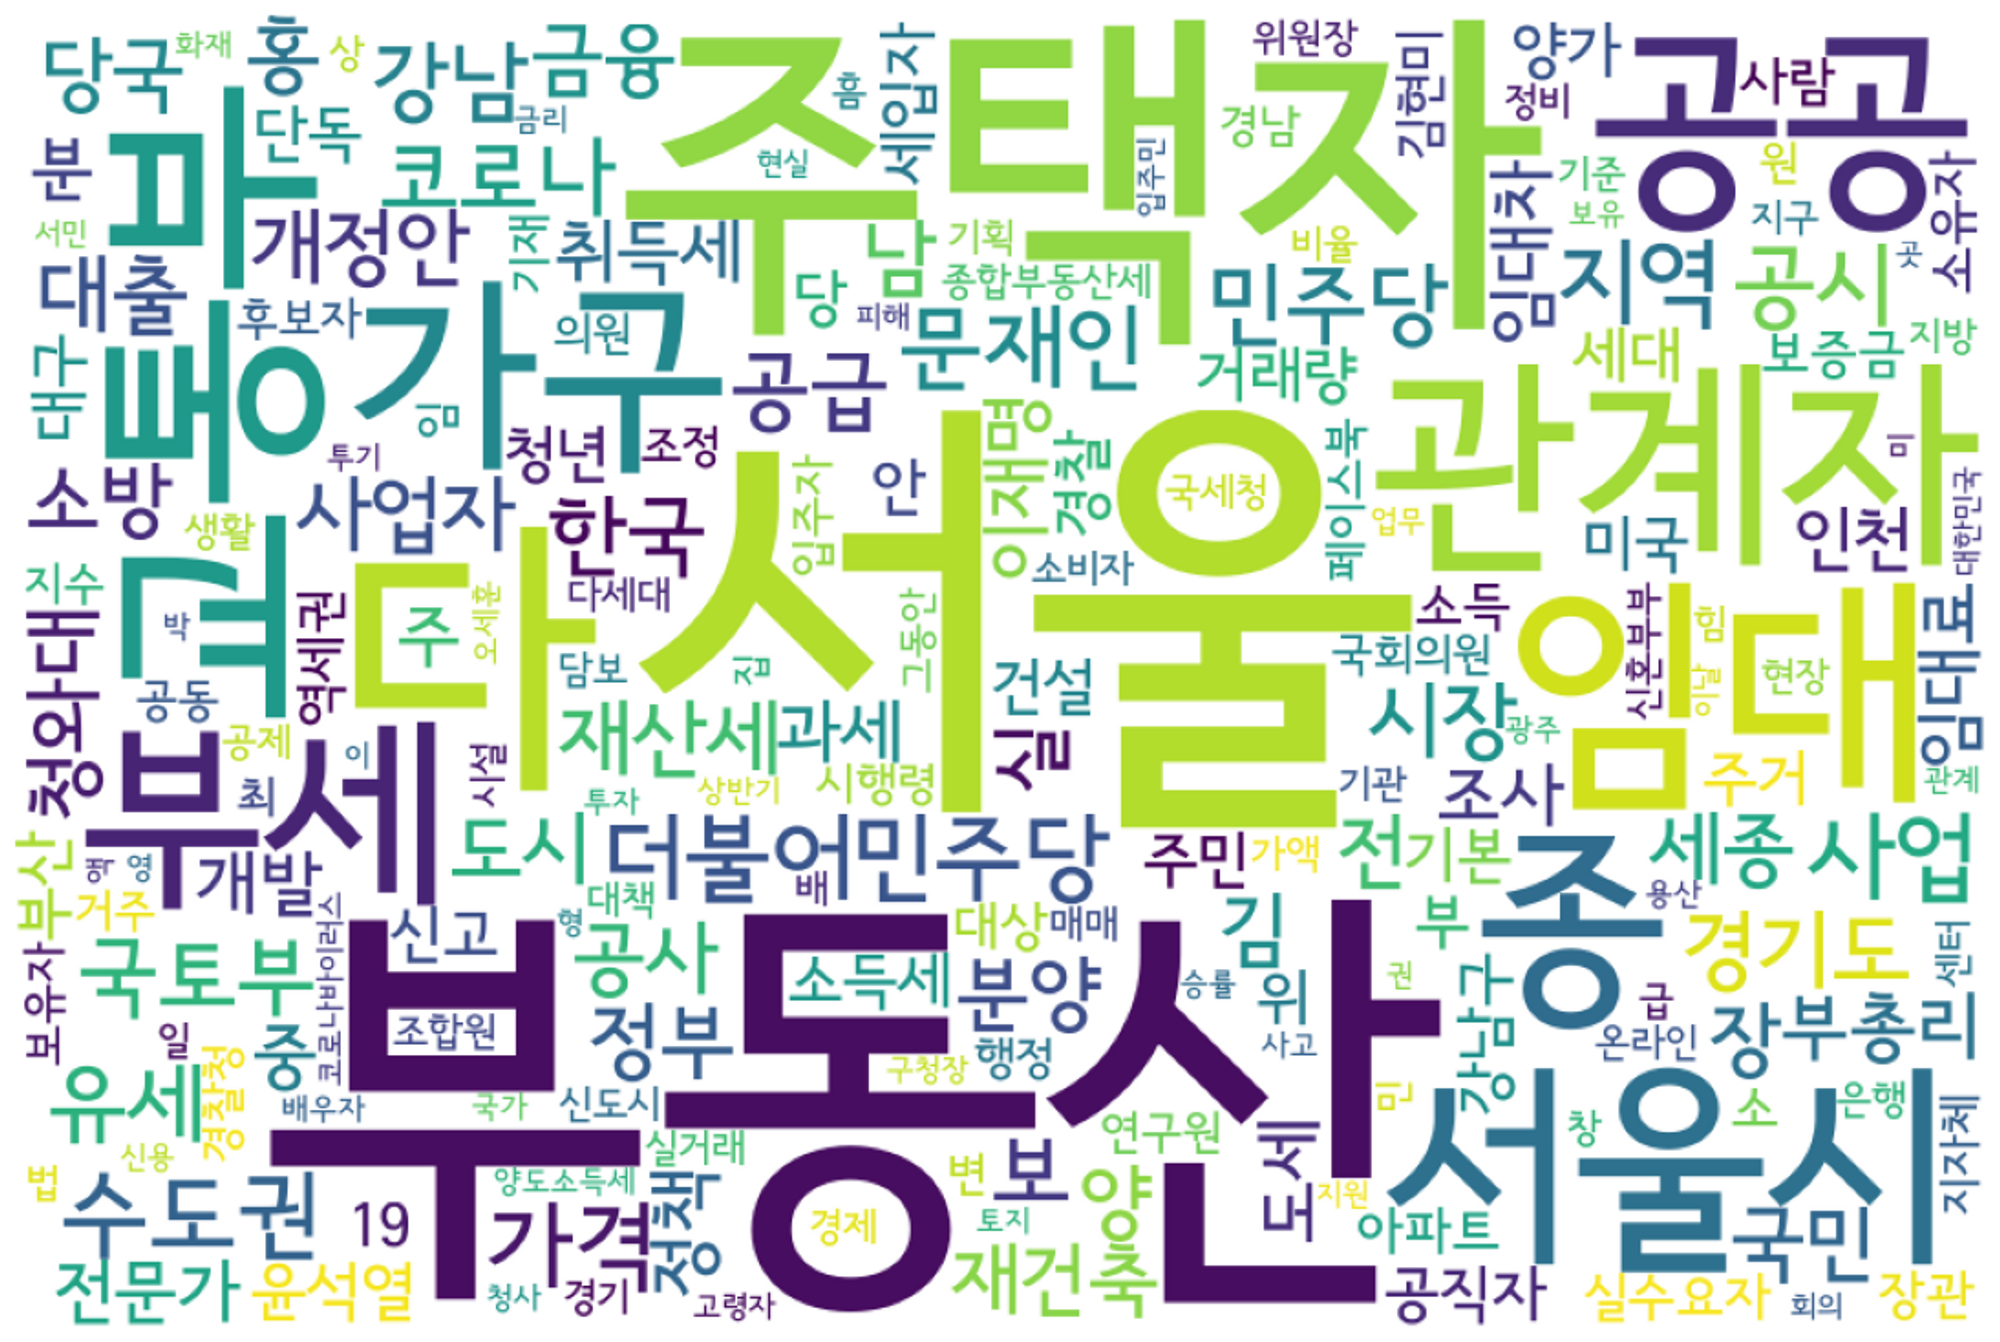 당국
화재
홍
상
강남
금융
주택자
흠
세입자
위원장
김현미
양가
정비
공공
사람
단독
금리
코로나
현실
입주민
경남
분
서민
개정안
기재
취득세
남
기획
비율
임대차
기준
보유
원
지구
소유자
대출
후보자
당
종합부동산세
피해
민주당
지역
공시
곳
바
통
가구
의원
문재인
거래량
세대
보증금
지방
대구
임
공급
투기
청년
조정
이재명
경찰
서울
국세청
페이스북
관계자
미
소방
생활
사업자
한국
입주자
안
소비자
업무
미국
인천
대한민국
교
다
주
오세훈
다세대
그동안
소득
임대
신혼부부
힘
이날
현장
임대료
지수
박
역세권
담보
집
건설
국회의원
시장
광주
청와대
공동
공제
재산세
과세
실
기관
조사
주거
관계
부세
이
최
시설
투자
상반기
시행령
부산
백
영
개발
도시
더불어민주당
배
주민
가액
전
기본
종
세종
사업
거주
대책
형
대상
매매
김
부
용산
경기도
센터
보유자
국토부
코로나바이러스
신고
부동산
공사
소득세
분양
승률
위
권
강남구
급
온라인
장
부총리
일
중
조합원
정부
구청장
행정
사고
유세
경찰청
배우자
국가
신도시
연구원
민
서울시
창
소
은행
지자체
법
신용
실거래
양도소득세
변
보
양
도세
지원
수도권
19
가격
정책
경제
토지
아파트
국민
전문가
윤석열
청사
경기
고령자
재건축
공직자
실수요자
회의
장관